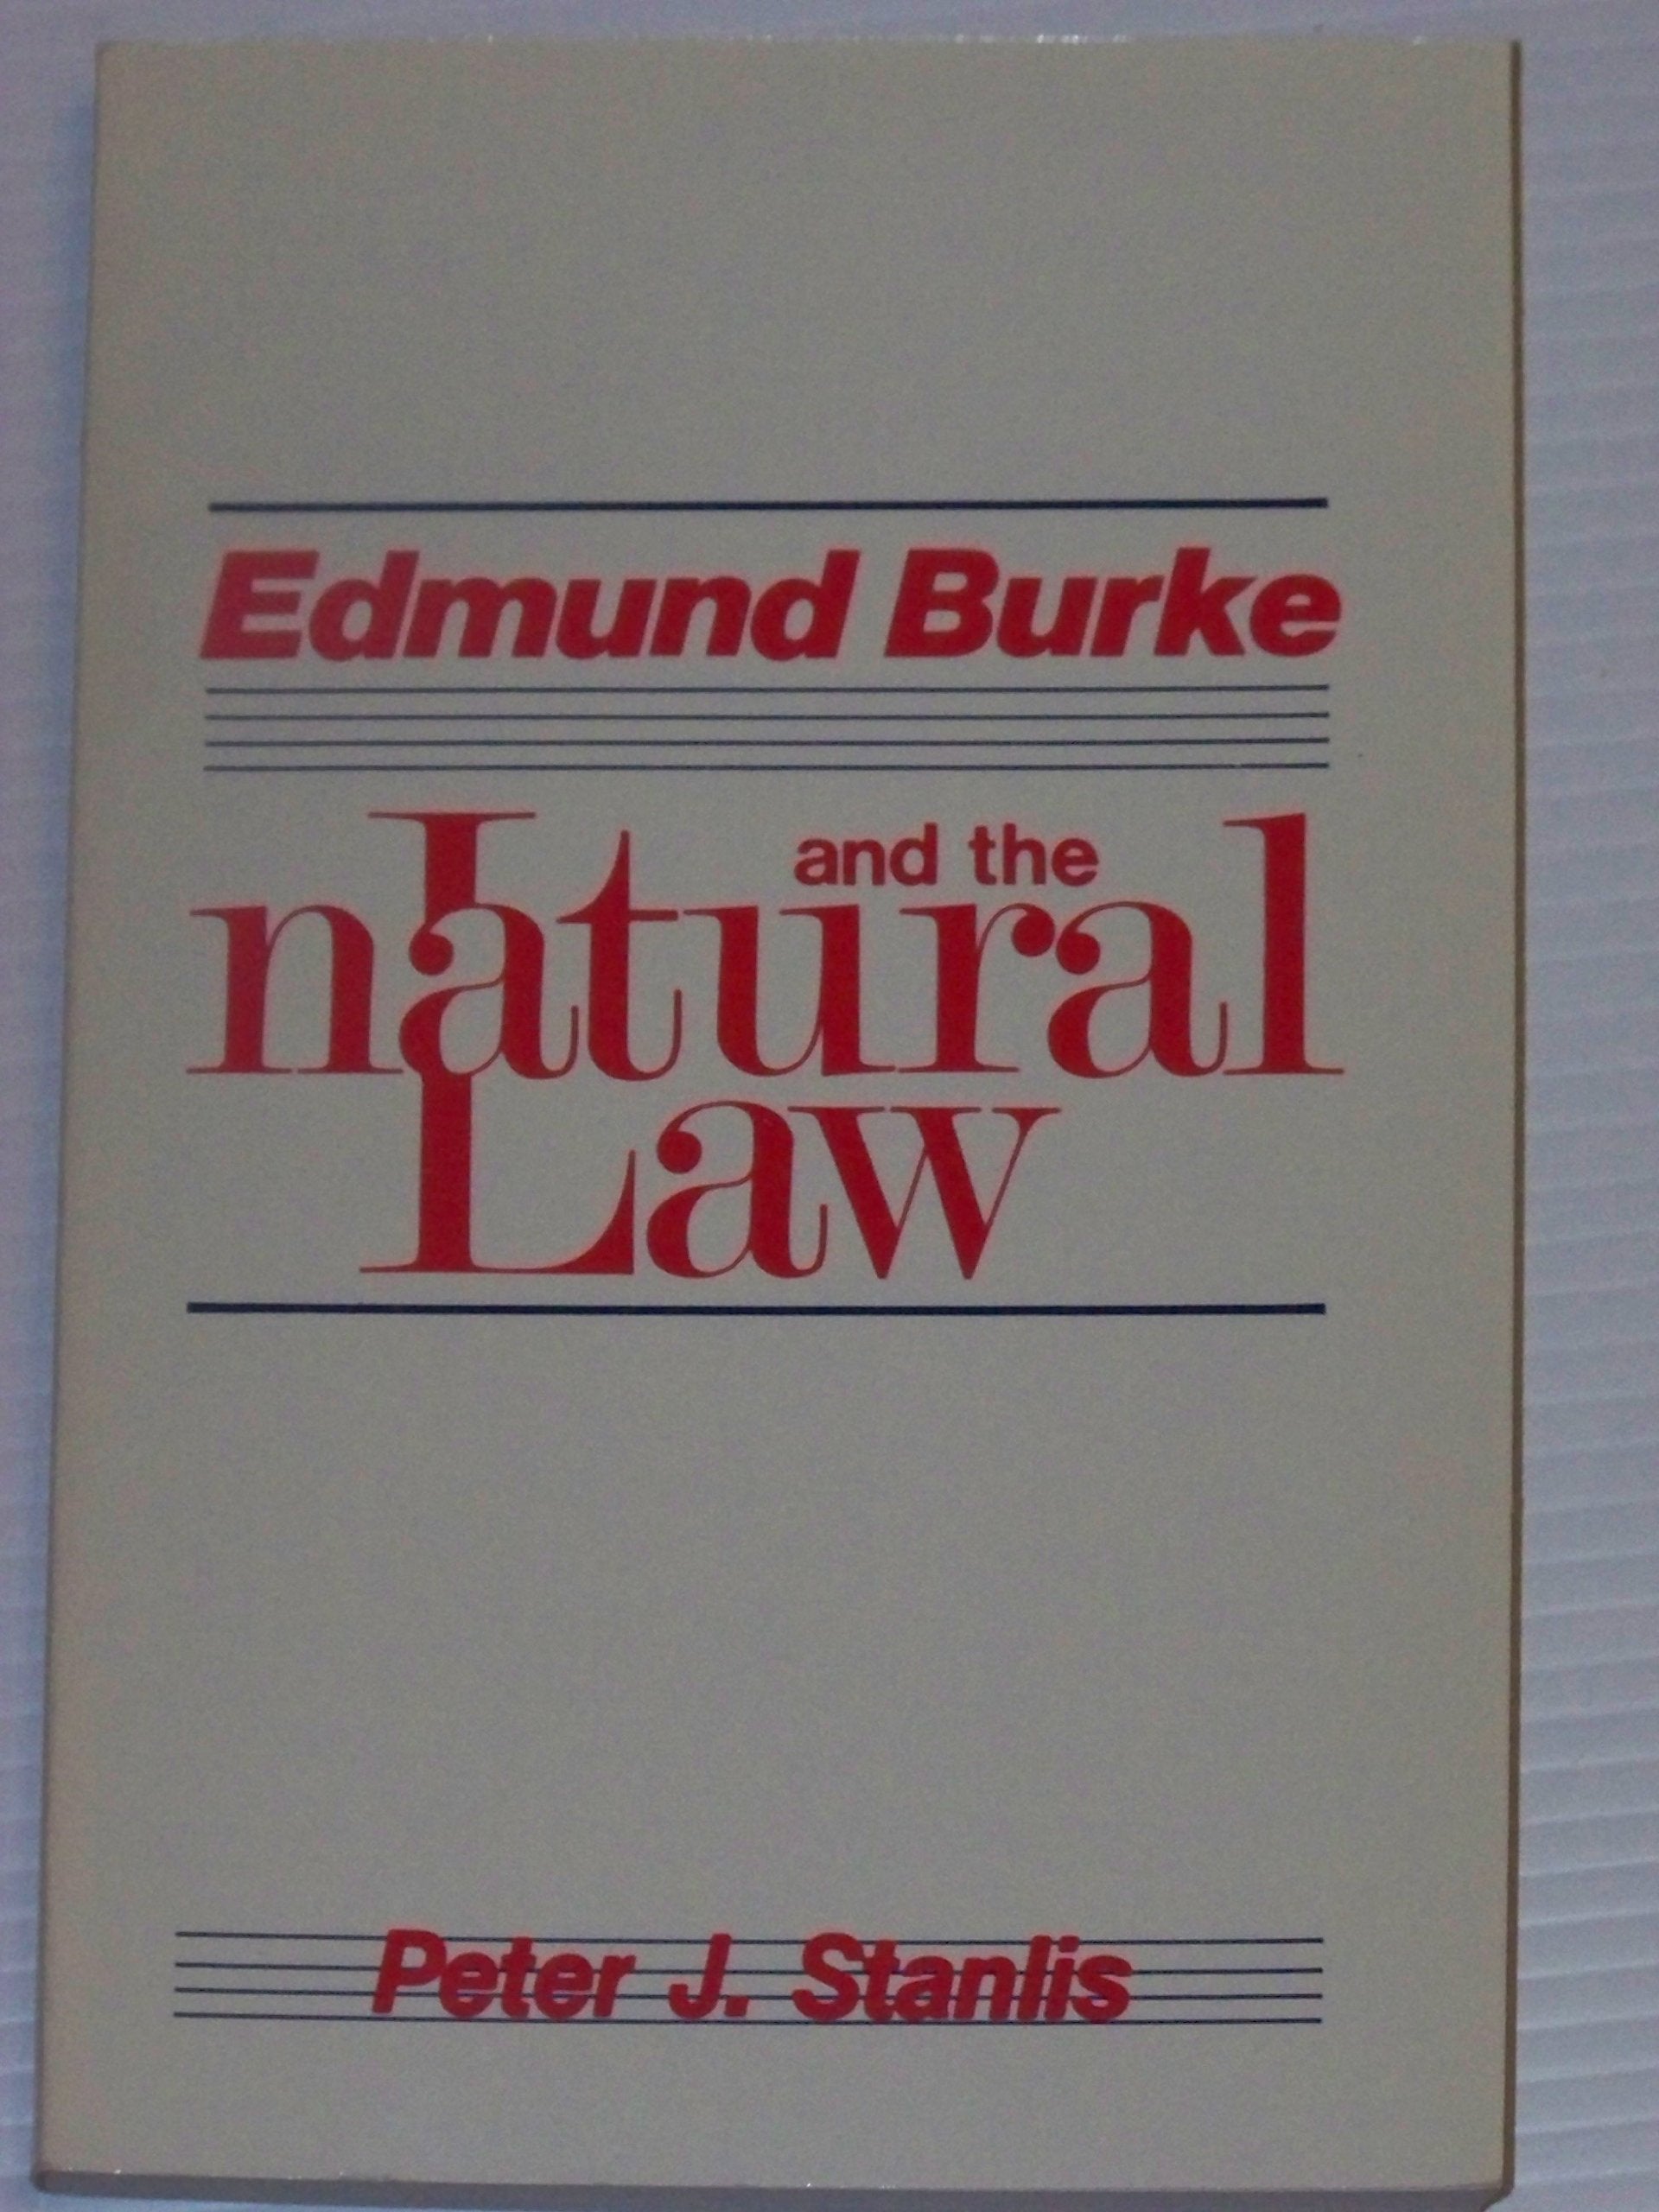 Edmund Burke
and the
natural
Law
Peter J. Stanlis